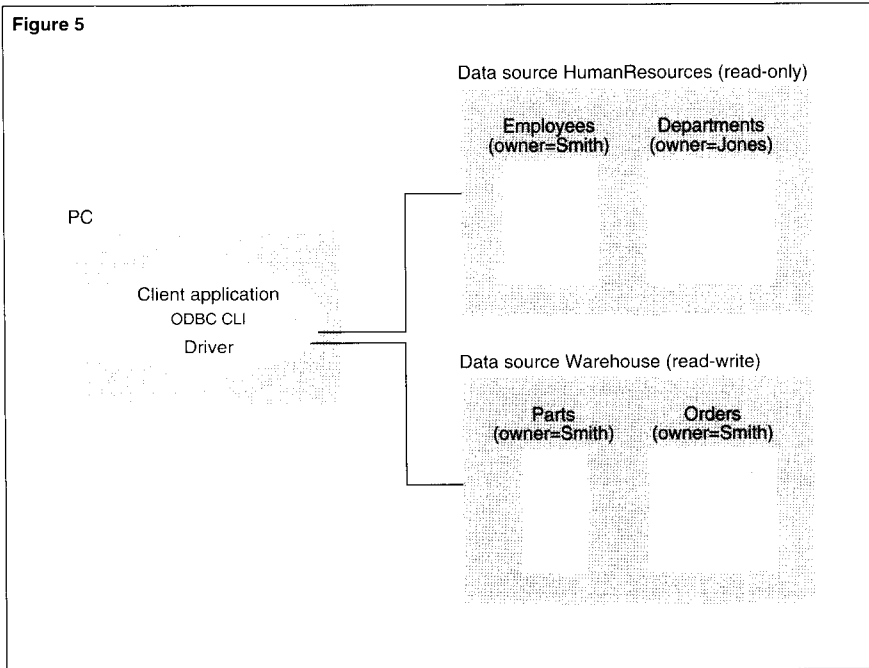 Figure 5
Data source HumanResources (read-only)
Employees
(owner=Smith)
Departments
(owner=Jones)
PC
Client application
ODBC CLI
Driver
Data source Warehouse (read-write)
Parts
(owner=Smith)
Orders
(owner=Smith)